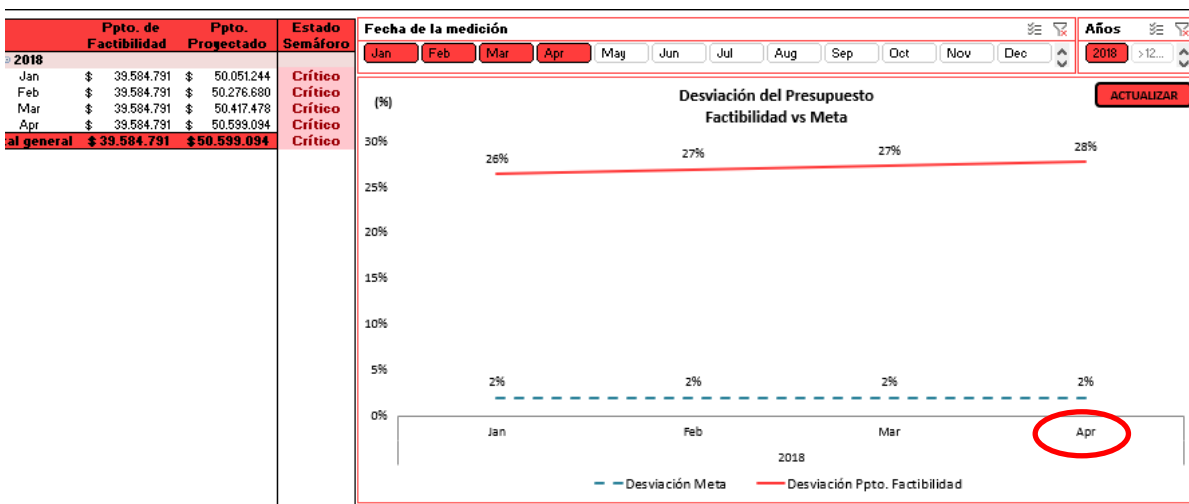 Ppto. de Factibilidad Ppto. Proyectado Estado Semáforo
2018
Jan $ 39.584.791 $ 50.051.244 Crítico
Feb $ 39.584.791 $ 50.276.680 Crítico
Mar $ 39.584.791 $ 50.417.478 Crítico
Apr $ 39.584.791 $ 50.599.094 Crítico
al general $ 39.584.791 $ 50.599.094 Crítico
Fecha de la medición
Jan Feb Mar Apr May Jun Jul Aug Sep Oct Nov Dec
Años
2018 >12...
ACTUALIZAR
Desviación del Presupuesto
Factibilidad vs Meta
(%)
30%
25%
20%
15%
10%
5%
0%
26% 27% 27% 28%
2% 2% 2% 2%
Jan Feb Mar Apr
2018
Desviación Meta Desviación Ppto. Factibilidad